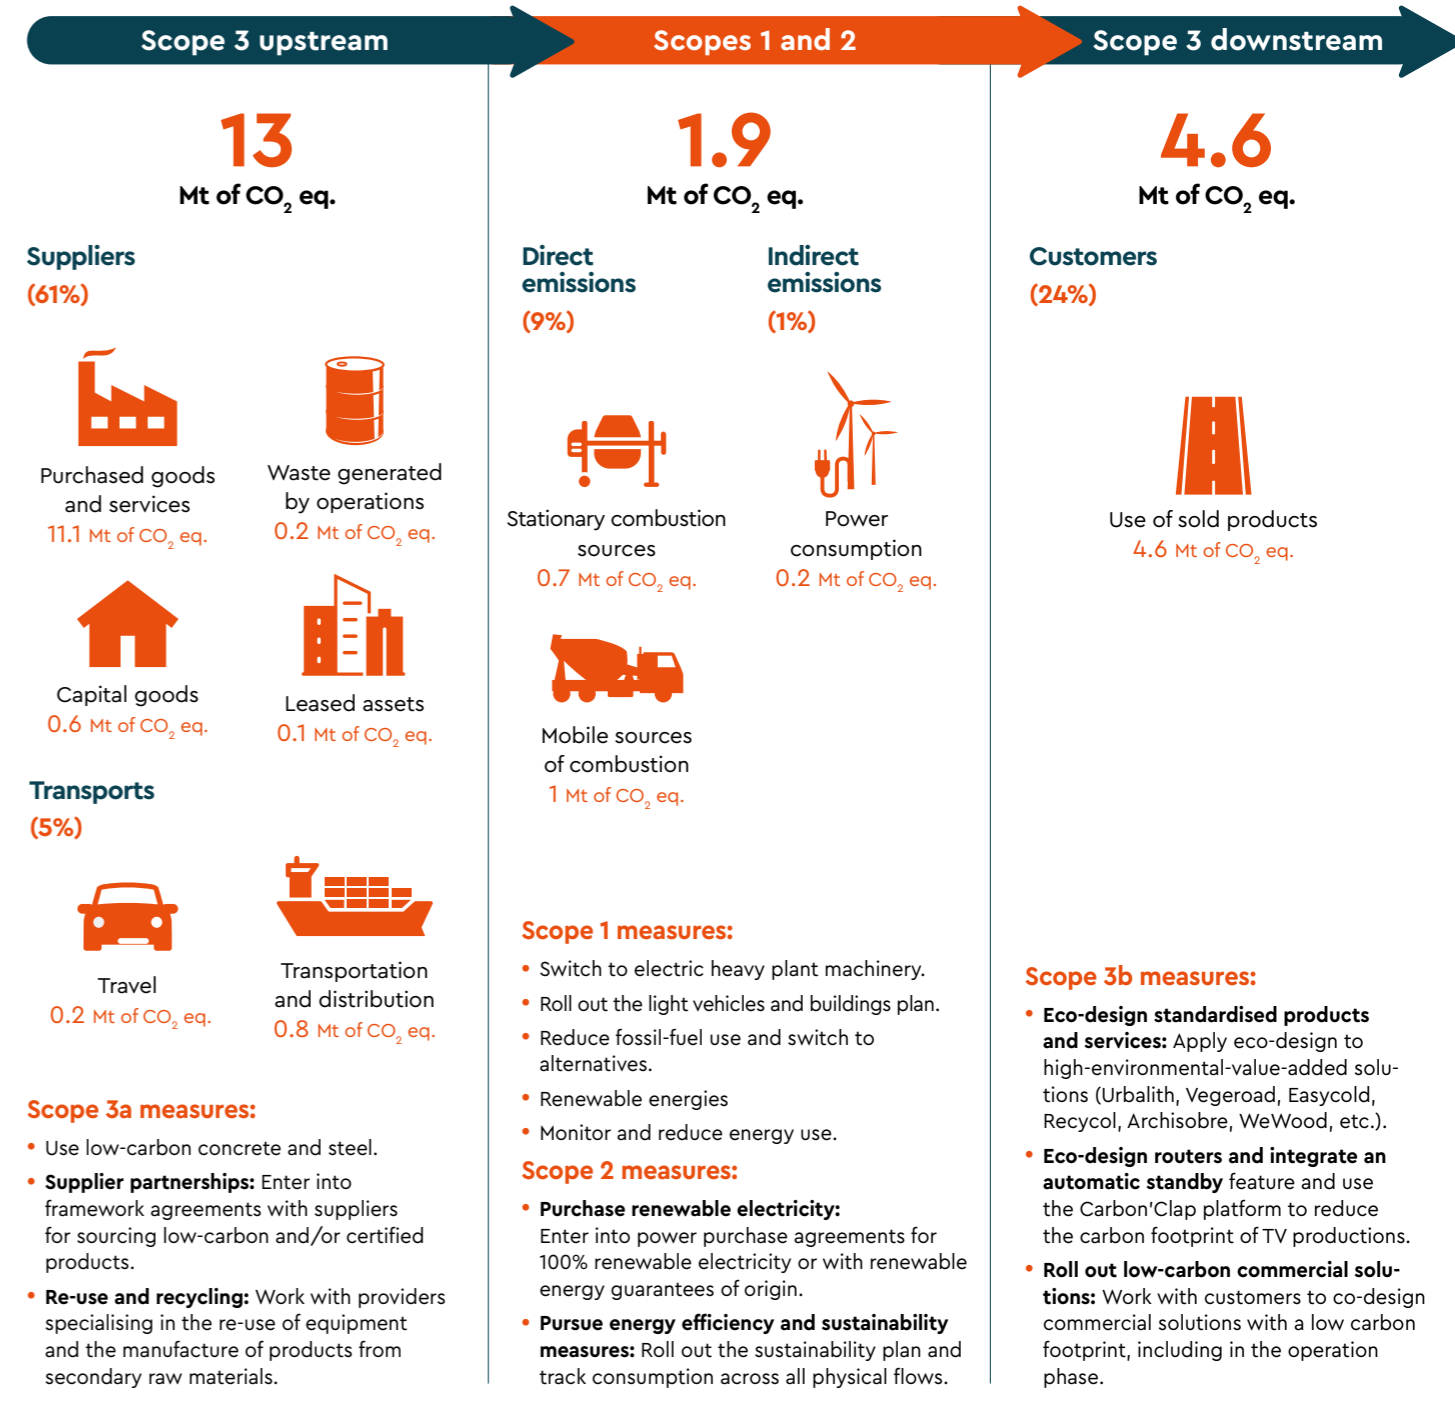 Scope 3 upstream
Scopes 1 and 2
Scope 3 downstream
13
Mt of CO2 eq.
Suppliers
(61%)
Purchased goods
and services
11.1 Mt of CO2 eq.
Waste generated
by operations
0.2 Mt of CO2 eq.
Capital goods
0.6 Mt of CO2 eq.
Leased assets
0.1 Mt of CO2 eq.
Transports
(5%)
Travel
0.2 Mt of CO2 eq.
Transportation
and distribution
0.8 Mt of CO2 eq.
Scope 3a measures:
• Use low-carbon concrete and steel.
• Supplier partnerships: Enter into
framework agreements with suppliers
for sourcing low-carbon and/or certified
products.
• Re-use and recycling: Work with providers
specialising in the re-use of equipment
and the manufacture of products from
secondary raw materials.
1.9
Mt of CO2 eq.
Direct
emissions
(9%)
Indirect
emissions
(1%)
Stationary combustion
sources
0.7 Mt of CO2 eq.
Power
consumption
0.2 Mt of CO2 eq.
Mobile sources
of combustion
1 Mt of CO2 eq.
Scope 1 measures:
• Switch to electric heavy plant machinery.
• Roll out the light vehicles and buildings plan.
• Reduce fossil-fuel use and switch to
alternatives.
• Renewable energies
• Monitor and reduce energy use.
Scope 2 measures:
• Purchase renewable electricity:
Enter into power purchase agreements for
100% renewable electricity or with renewable
energy guarantees of origin.
• Pursue energy efficiency and sustainability
measures: Roll out the sustainability plan and
track consumption across all physical flows.
4.6
Mt of CO2 eq.
Customers
(24%)
Use of sold products
4.6 Mt of CO2 eq.
Scope 3b measures:
• Eco-design standardised products
and services: Apply eco-design to
high-environmental-value-added solu-
tions (Urbalith, Vegeroad, Easycold,
Recycol, Archisobre, WeWood, etc.).
• Eco-design routers and integrate an
automatic standby feature and use
the Carbon'Clap platform to reduce
the carbon footprint of TV productions.
• Roll out low-carbon commercial solu-
tions: Work with customers to co-design
commercial solutions with a low carbon
footprint, including in the operation
phase.